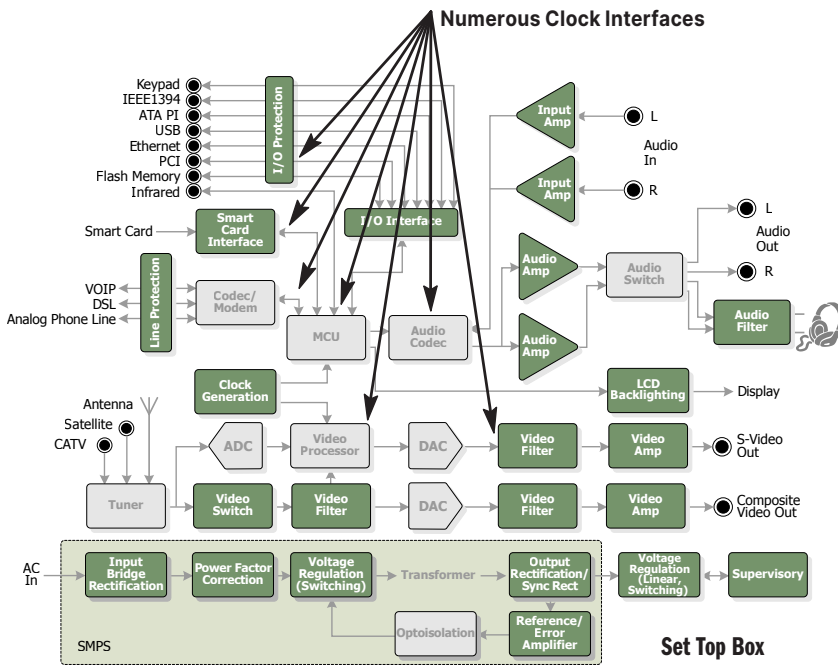 Numerous Clock Interfaces
Keypad
IEEE1394
ATA PI
USB
Ethernet
PCI
Flash Memory
Infrared
I/O Protection
Input
Amp
L
Audio
In
Input
Amp
R
Smart Card
Smart
Card
Interface
I/O Interface
L
Audio
Out
R
VOIP
DSL
Analog Phone Line
Line Protection
Codec/
Modem
MCU
Audio
Codec
Audio
Amp
Audio
Amp
Audio
Switch
Audio
Filter
Clock
Generation
LCD
Backlighting
Display
Antenna
Satellite
CATV
ADC
Video
Processor
DAC
Video
Filter
Video
Amp
S-Video
Out
Tuner
Video
Switch
Video
Filter
DAC
Video
Filter
Video
Amp
Composite
Video Out
AC
In
Input
Bridge
Rectification
Power Factor
Correction
Voltage
Regulation
(Switching)
Transformer
Output
Rectification/
Sync Rect
Voltage
Regulation
(Linear,
Switching)
Supervisory
Optoisolation
Reference/
Error
Amplifier
SMPS
Set Top Box